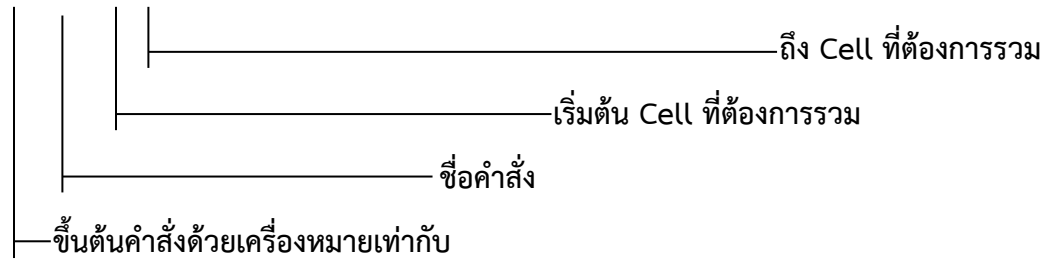 ถึง Cell ที่ต้องการรวม
เริ่มต้น Cell ที่ต้องการรวม
ชื่อคำสั่ง
ขึ้นต้นคำสั่งด้วยเครื่องหมายเท่ากับ